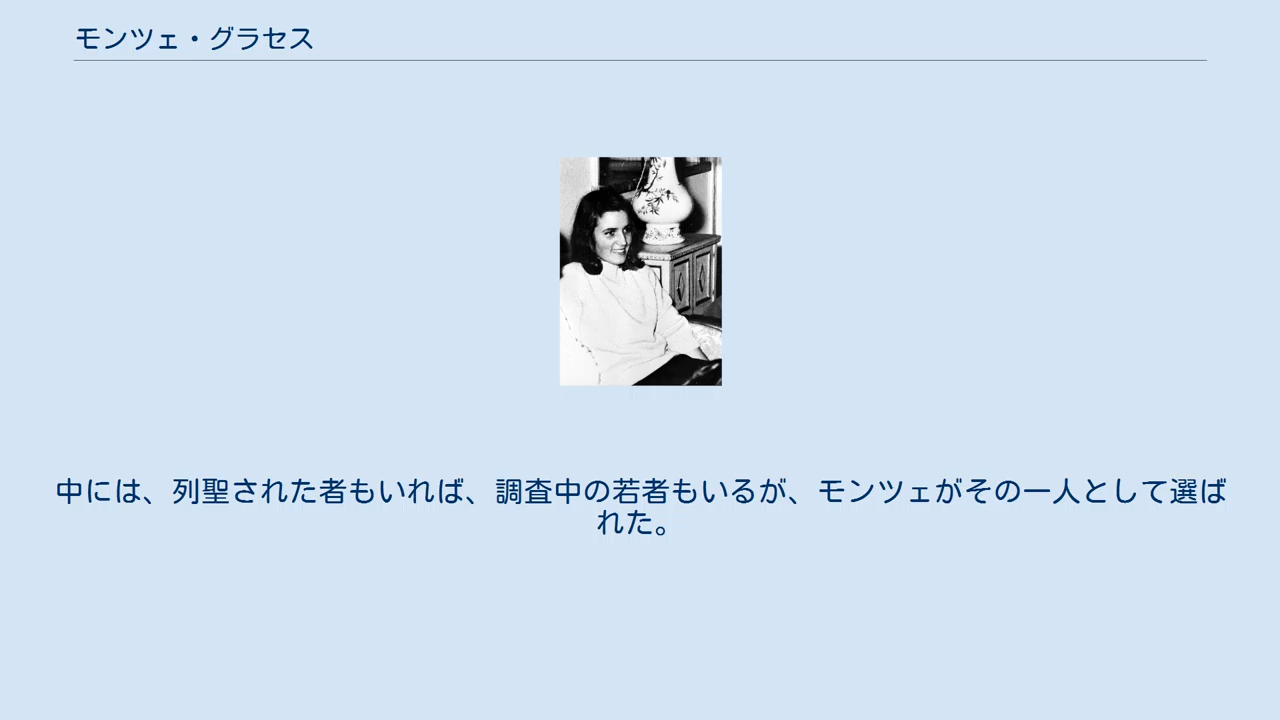 モンツェ・グラセス
中には、列聖された者もいれば、調査中の若者もいるが、モンツェがその一人として選ば
れた。